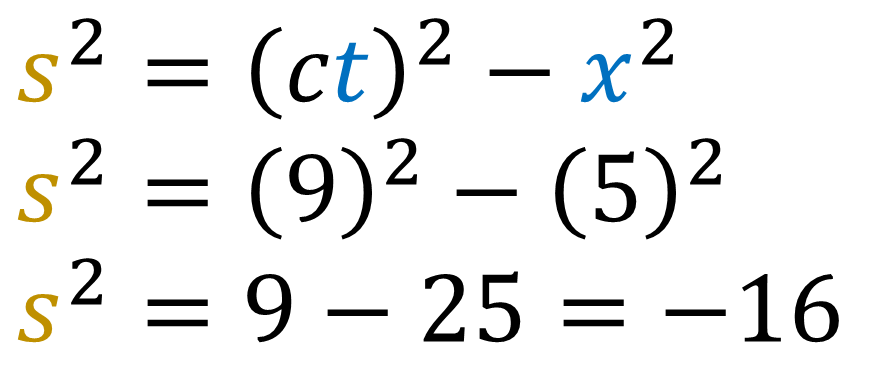 s² = (ct)² − x²
s² = (9)² − (5)²
s² = 9 − 25 = −16